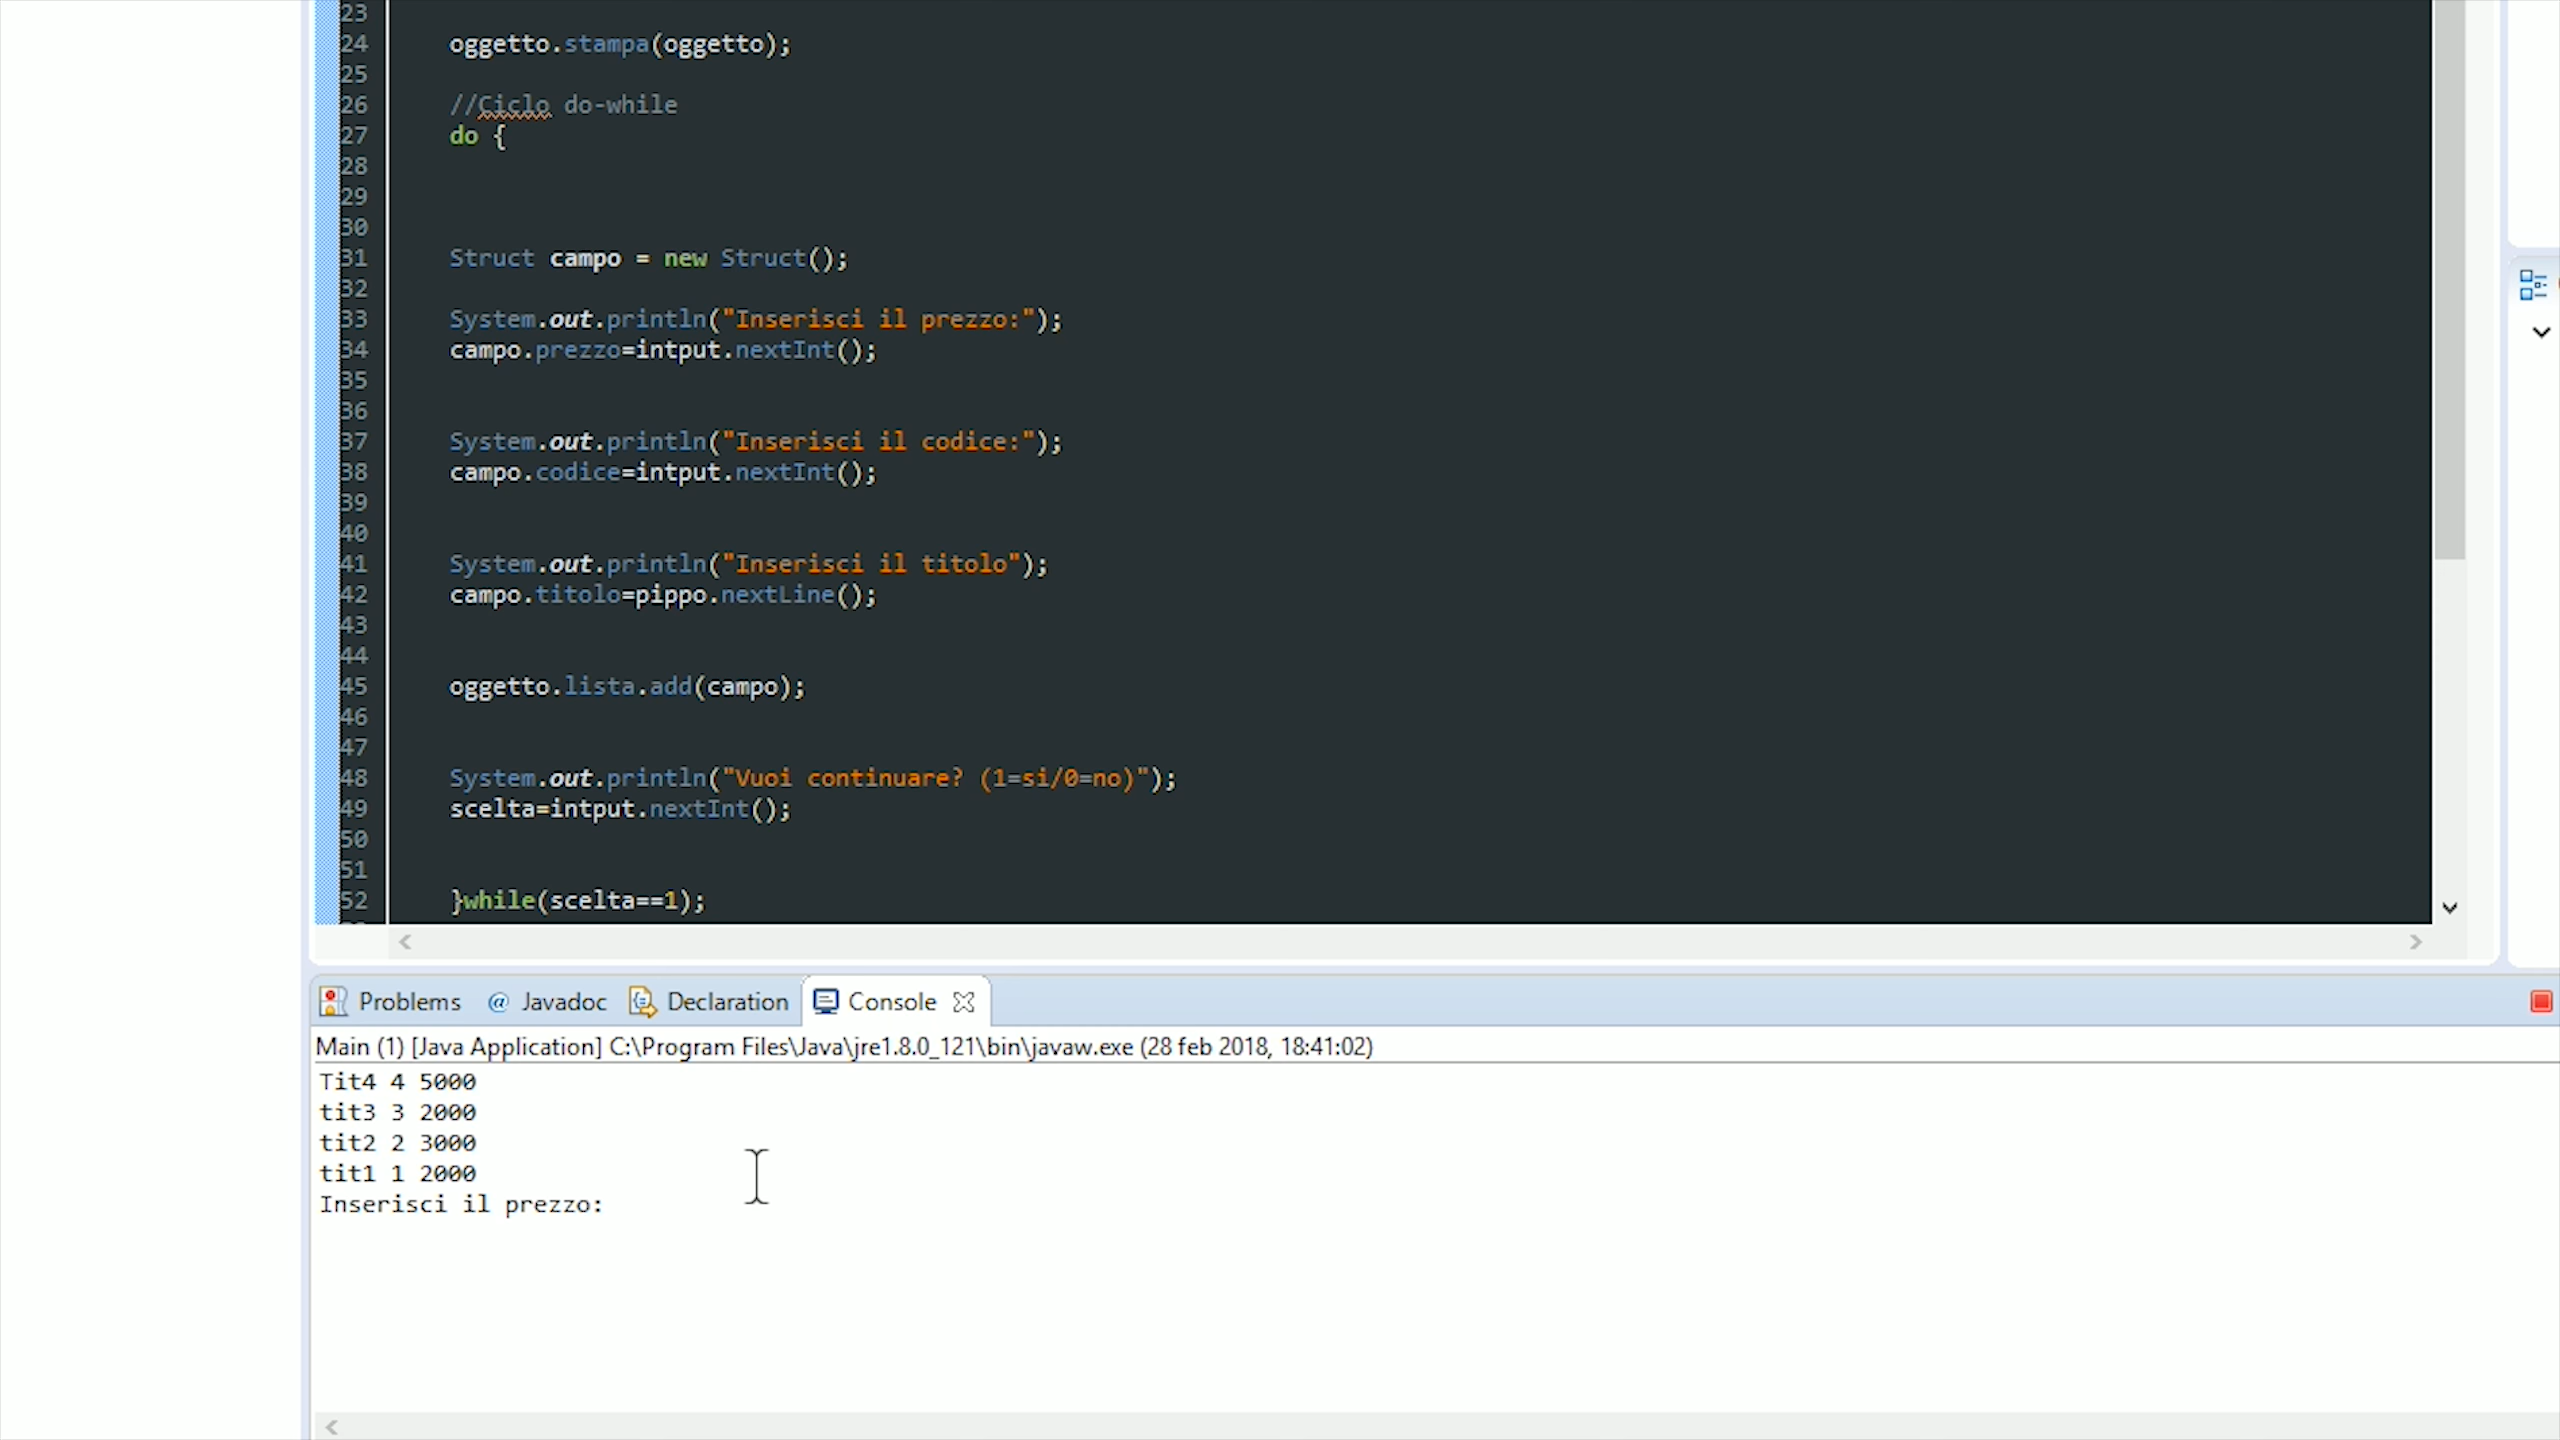 23
24 oggetto.stampa(oggetto);
25
26 //Ciclo do-while
27 do {
28
29
30
31 Struct campo = new Struct();
32
33 System.out.println("Inserisci il prezzo:");
34 campo.prezzo=intput.nextInt();
35
36
37 System.out.println("Inserisci il codice:");
38 campo.codice=intput.nextInt();
39
40
41 System.out.println("Inserisci il titolo");
42 campo.titolo=pippo.nextLine();
43
44
45 oggetto.lista.add(campo);
46
47
48 System.out.println("Vuoi continuare? (1=si/0=no)");
49 scelta=intput.nextInt();
50
51
52 }while(scelta==1);
Problems @ Javadoc Declaration Console
Main (1) [Java Application] C:\Program Files\Java\jre1.8.0_121\bin\javaw.exe (28 feb 2018, 18:41:02)
Tit4 4 5000
tit3 3 2000
tit2 2 3000
tit1 1 2000
Inserisci il prezzo: